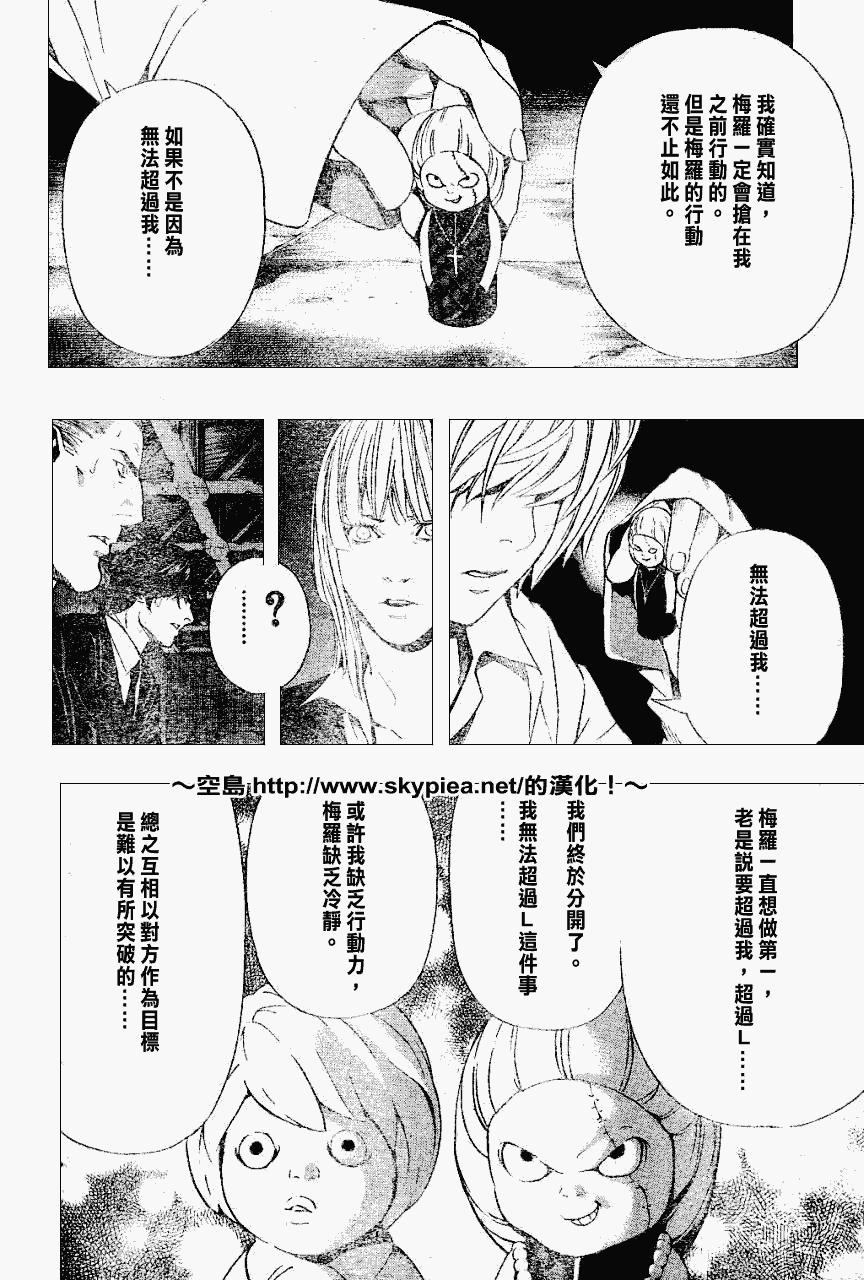 我確實知道，
梅羅一定會搶在我
之前行動的。
但是梅羅的行動
還不止如此。
如果不是因為
無法超過我……
無法超過我……
？
………
～空島 http://www.skypiea.net/的漢化！～
梅羅一直想做第一，
老是説要超過我，超過L……
我們終於分開了。
我無法超過L這件事
……
或許我缺乏行動力，
梅羅缺乏冷靜。
總之互相以對方作為目標
是難以有所突破的……